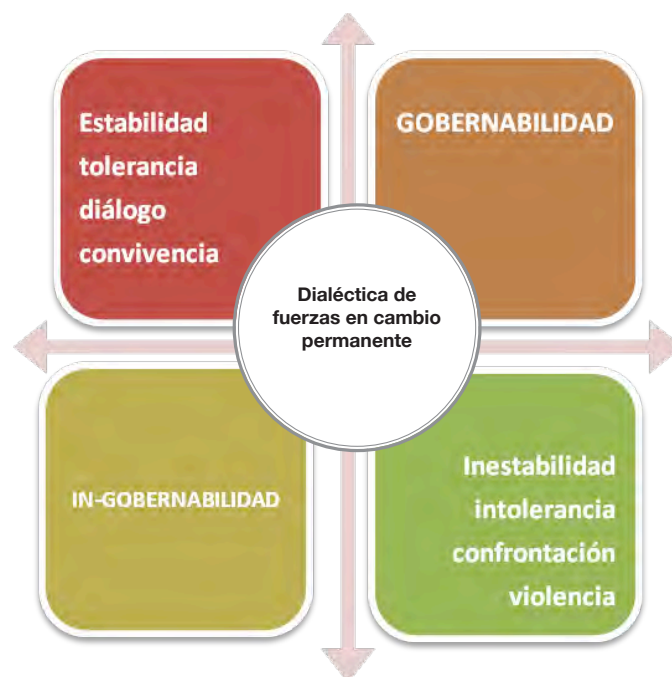 Estabilidad
tolerancia
diálogo
convivencia
GOBERNABILIDAD
Dialéctica de
fuerzas en cambio
permanente
IN-GOBERNABILIDAD
Inestabilidad
intolerancia
confrontación
violencia